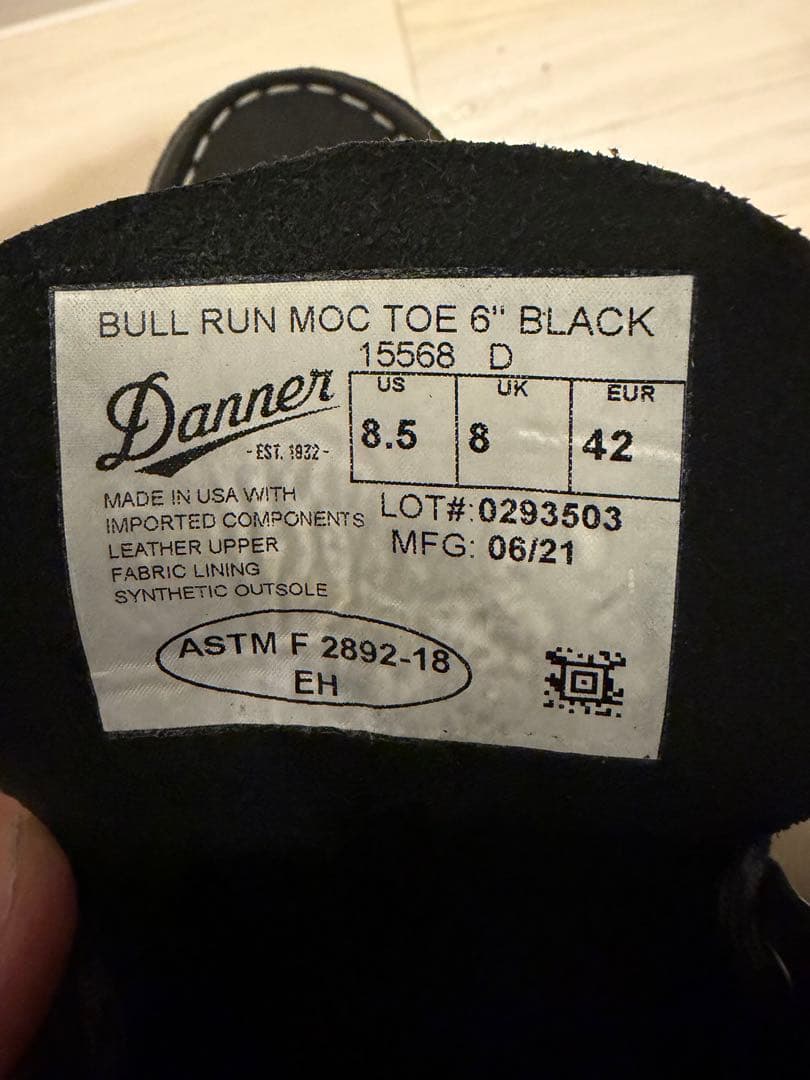 BULL RUN MOC TOE 6" BLACK
15568 D
Danner
-EST. 1932-
US UK EUR
8.5 8 42
MADE IN USA WITH
IMPORTED COMPONENTS
LEATHER UPPER
FABRIC LINING
SYNTHETIC OUTSOLE
LOT#:0293503
MFG: 06/21
ASTM F 2892-18
EH